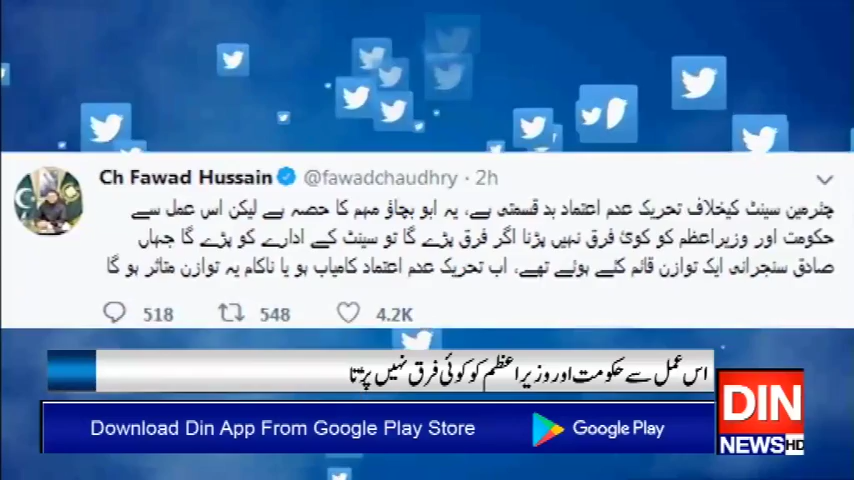 Ch Fawad Hussain @fawadchaudhry · 2h
چئرمین سینٹ کیخلاف تحریک عدم اعتماد بد قسمتی ہے، یہ ابو بچاؤ مہم کا حصہ ہے لیکن اس عمل سے
حکومت اور وزیراعظم کو کوئ فرق نہیں پڑنا اگر فرق پڑے گا تو سینٹ کے ادارے کو پڑے گا جہاں
صادق سنجرانی ایک توازن قائم کئے ہوئے تھے، اب تحریک عدم اعتماد کامیاب ہو یا ناکام یہ توازن متاثر ہو گا
518 548 4.2K
اس عمل سے حکومت اور وزیراعظم کو کوئی فرق نہیں پڑتا
Download Din App From Google Play Store Google Play
DIN
NEWS HD